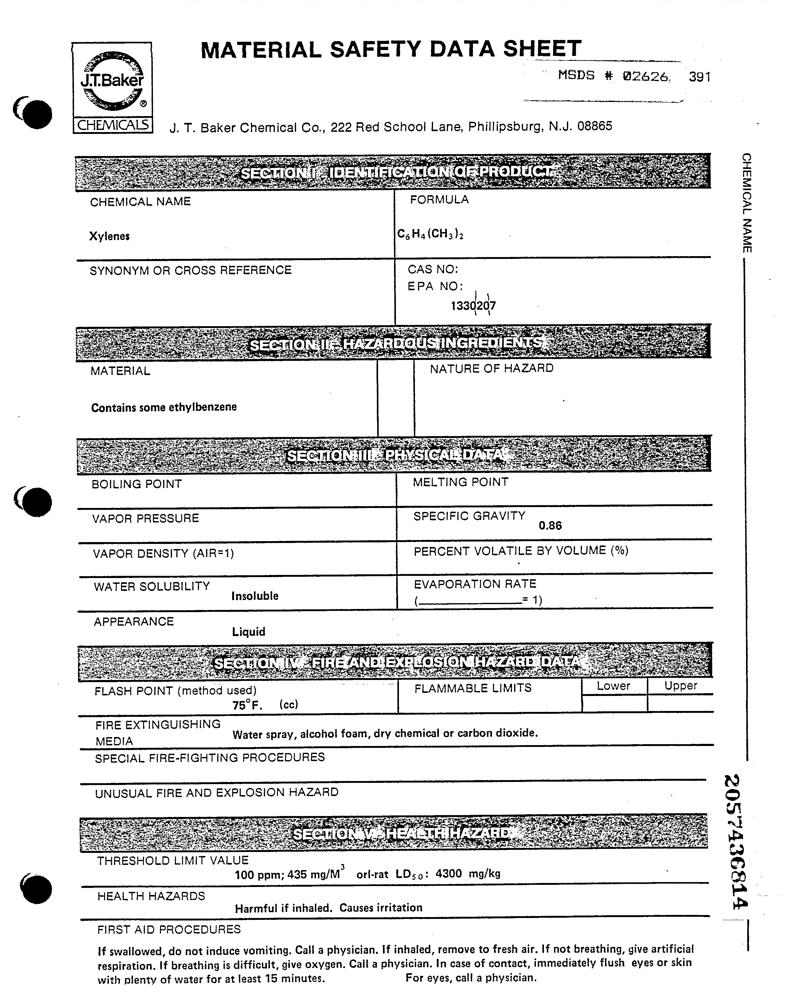 MATERIAL SAFETY DATA SHEET
MSDS # 02626 391
J.T.Baker
®
CHEMICALS
J. T. Baker Chemical Co., 222 Red School Lane, Phillipsburg, N.J. 08865
SECTION I IDENTIFICATION OF PRODUCT
CHEMICAL NAME
FORMULA
Xylenes
C₆H₄(CH₃)₂
SYNONYM OR CROSS REFERENCE
CAS NO:
EPA NO:
1330207
SECTION II HAZARDOUS INGREDIENTS
MATERIAL
NATURE OF HAZARD
Contains some ethylbenzene
SECTION III PHYSICAL DATA
BOILING POINT
MELTING POINT
VAPOR PRESSURE
SPECIFIC GRAVITY
0.86
VAPOR DENSITY (AIR=1)
PERCENT VOLATILE BY VOLUME (%)
WATER SOLUBILITY
Insoluble
EVAPORATION RATE
(____________= 1)
APPEARANCE
Liquid
SECTION IV FIRE AND EXPLOSION HAZARD DATA
FLASH POINT (method used)
75°F. (cc)
FLAMMABLE LIMITS
Lower
Upper
FIRE EXTINGUISHING
MEDIA
Water spray, alcohol foam, dry chemical or carbon dioxide.
SPECIAL FIRE-FIGHTING PROCEDURES
UNUSUAL FIRE AND EXPLOSION HAZARD
SECTION V HEALTH HAZARD
THRESHOLD LIMIT VALUE
100 ppm; 435 mg/M³ orl-rat LD₅₀: 4300 mg/kg
HEALTH HAZARDS
Harmful if inhaled. Causes irritation
FIRST AID PROCEDURES
If swallowed, do not induce vomiting. Call a physician. If inhaled, remove to fresh air. If not breathing, give artificial
respiration. If breathing is difficult, give oxygen. Call a physician. In case of contact, immediately flush eyes or skin
with plenty of water for at least 15 minutes. For eyes, call a physician.
CHEMICAL NAME
2057436814